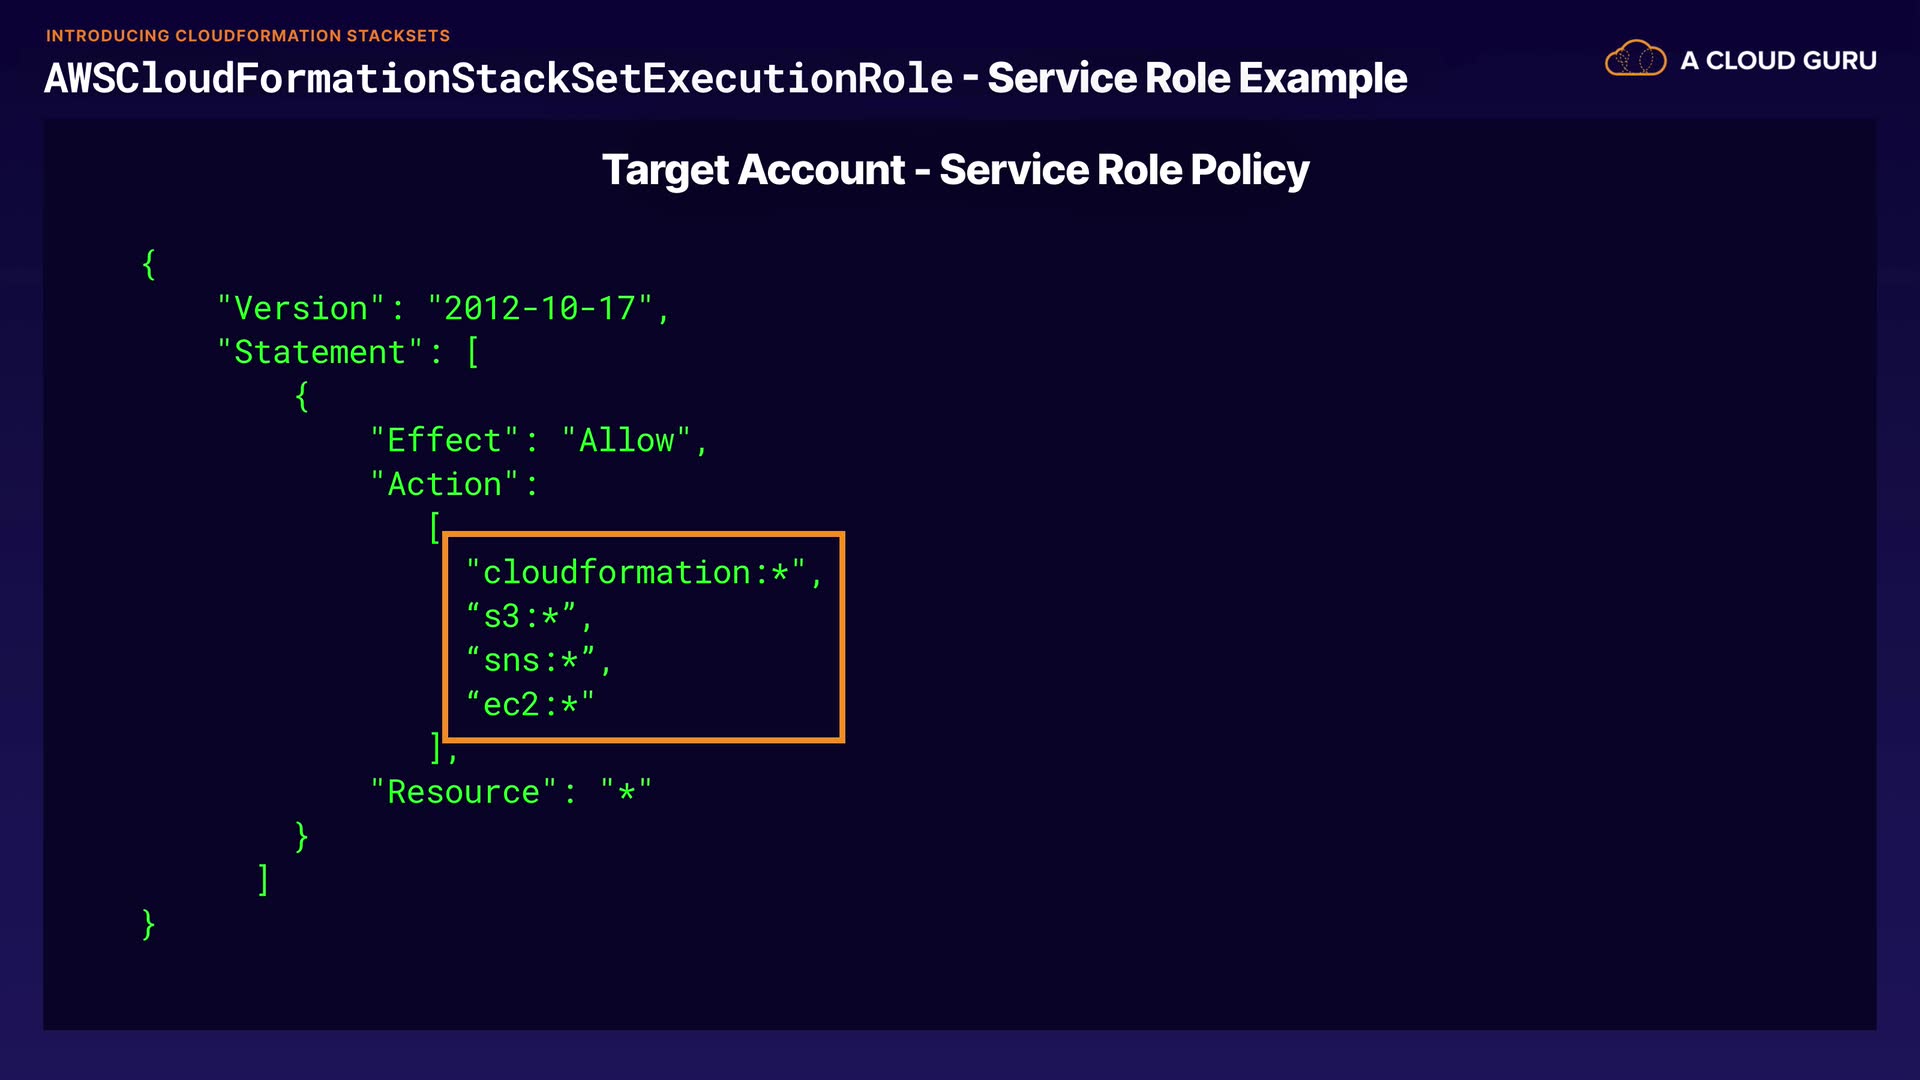 INTRODUCING CLOUDFORMATION STACKSETS
AWSCloudFormationStackSetExecutionRole - Service Role Example
A CLOUD GURU
Target Account - Service Role Policy
{
"Version": "2012-10-17",
"Statement": [
{
"Effect": "Allow",
"Action":
[
"cloudformation:*",
“s3:*”,
“sns:*”,
“ec2:*"
],
"Resource": "*"
}
]
}